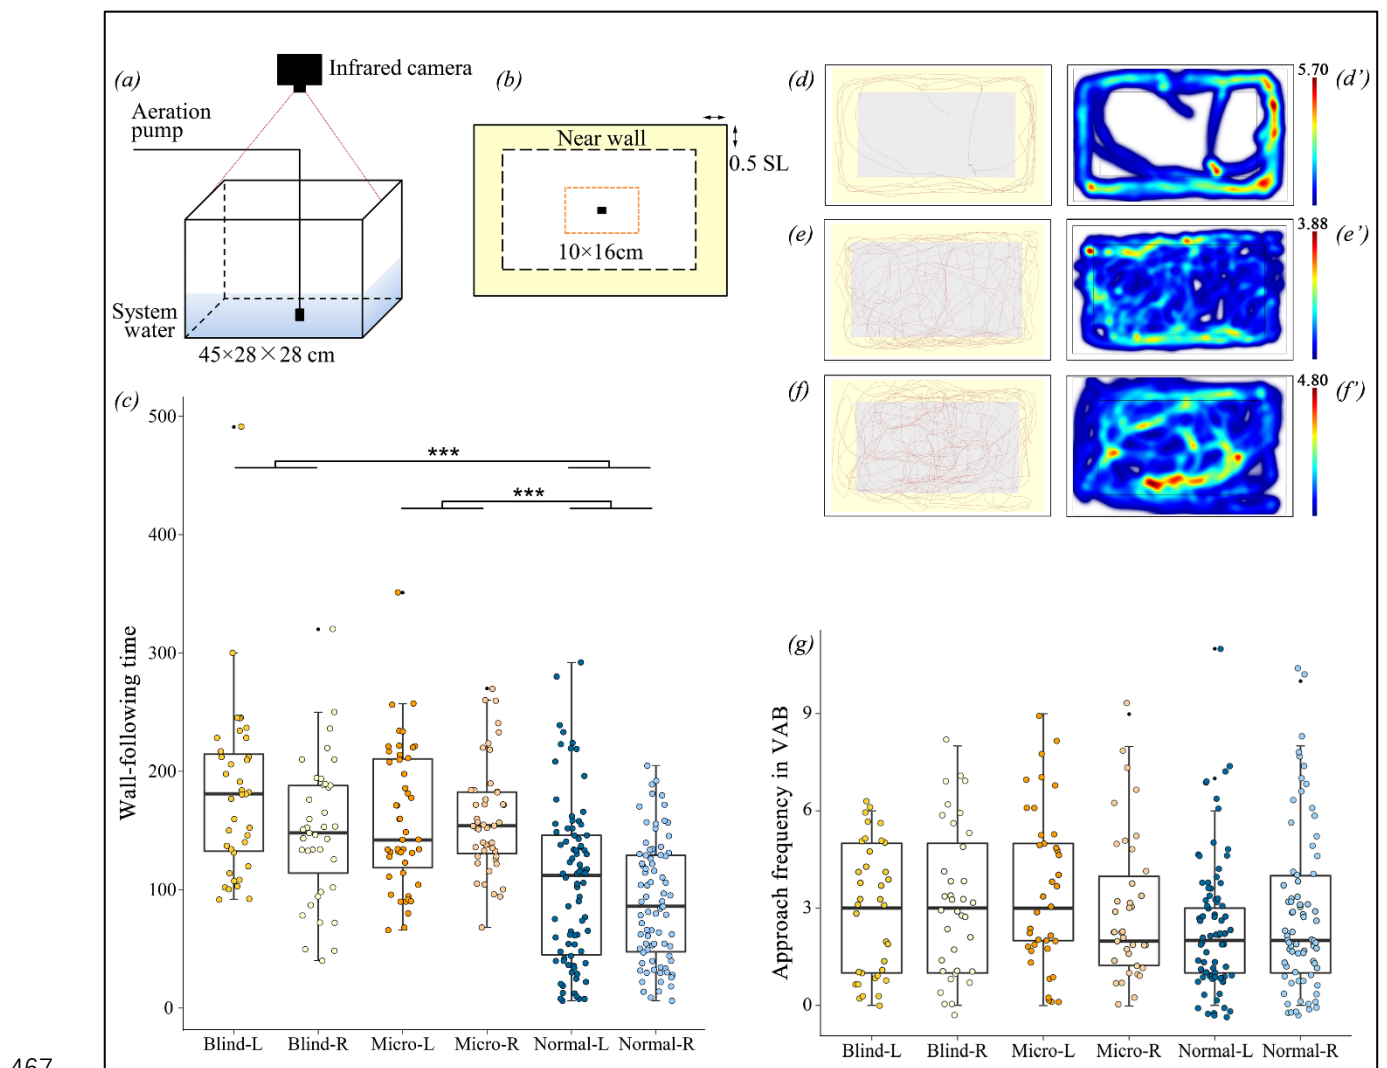 (a)
Infrared camera
Aeration
pump
System
water
45×28×28 cm
(b)
Near wall
0.5 SL
10×16cm
(c)
500
400
300
200
100
0
Wall-following time
***
***
Blind-L
Blind-R
Micro-L
Micro-R
Normal-L
Normal-R
(d)
5.70
(d’)
(e)
3.88
(e’)
(f)
4.80
(f’)
(g)
9
6
3
0
Approach frequency in VAB
Blind-L
Blind-R
Micro-L
Micro-R
Normal-L
Normal-R